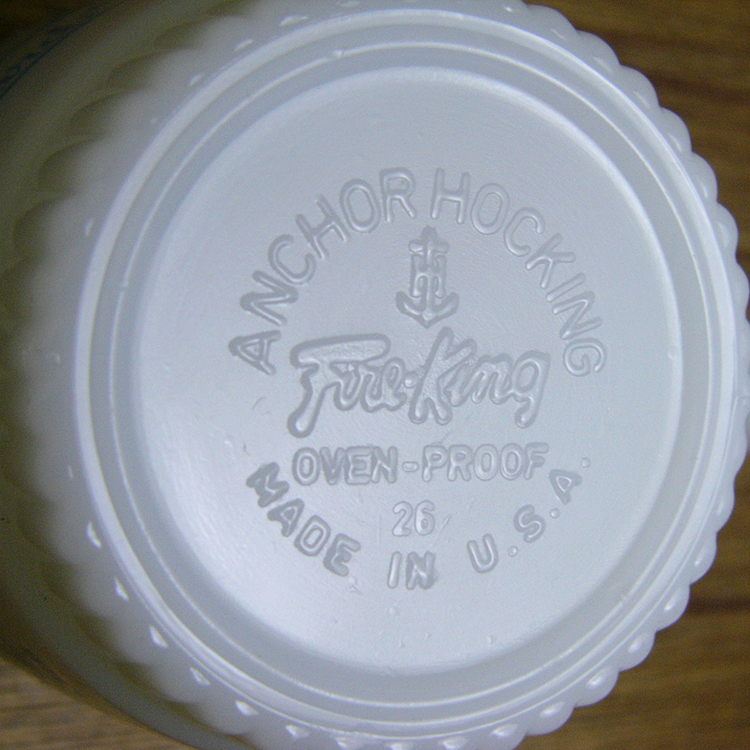 ANCHOR HOCKING
Fire-King
OVEN-PROOF
26
MADE IN U.S.A.